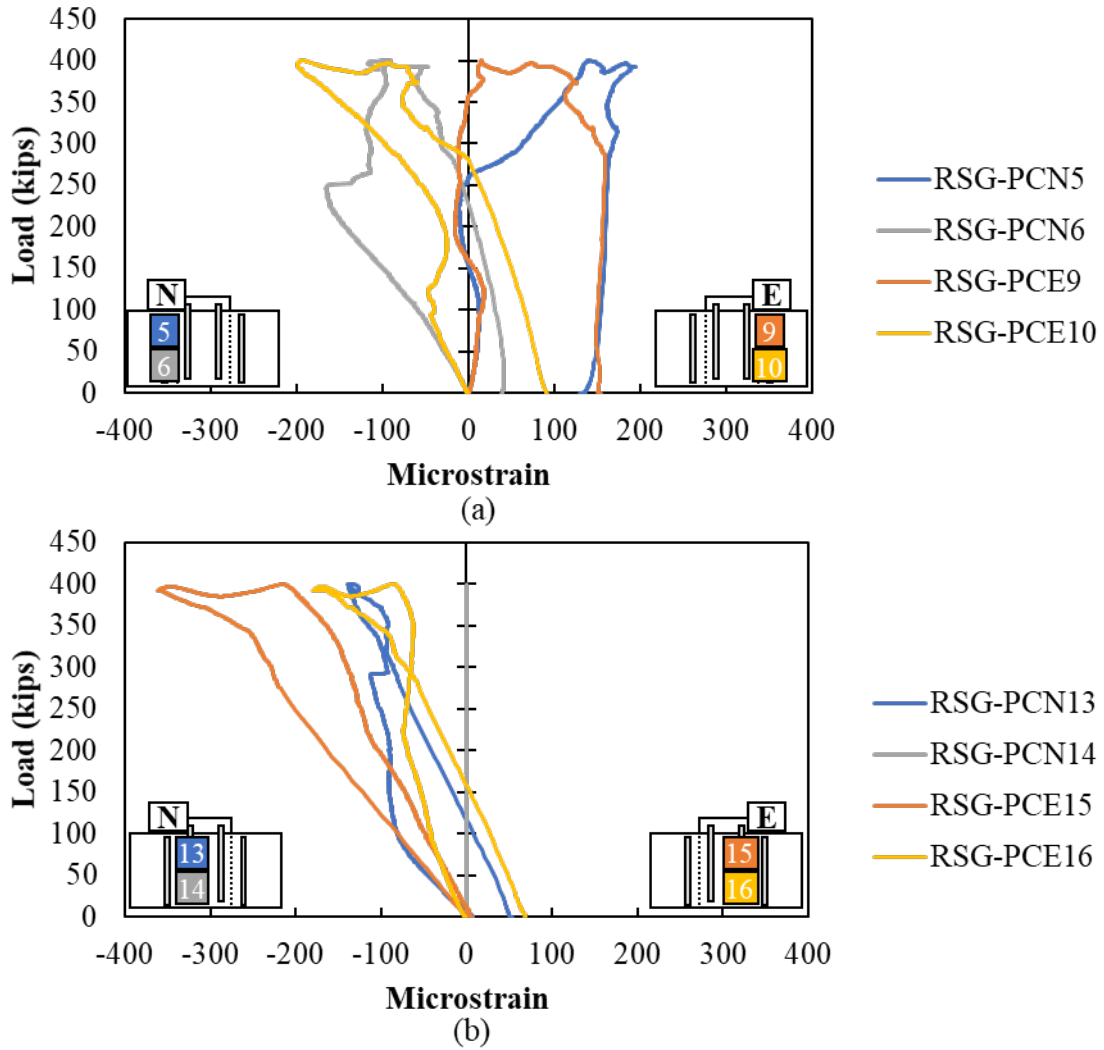 450
400
350
300
250
200
150
100
50
0
Load (kips)
-400 -300 -200 -100 0 100 200 300 400
Microstrain
(a)
N
5
6
E
9
10
RSG-PCN5
RSG-PCN6
RSG-PCE9
RSG-PCE10
450
400
350
300
250
200
150
100
50
0
Load (kips)
-400 -300 -200 -100 0 100 200 300 400
Microstrain
(b)
N
13
14
E
15
16
RSG-PCN13
RSG-PCN14
RSG-PCE15
RSG-PCE16